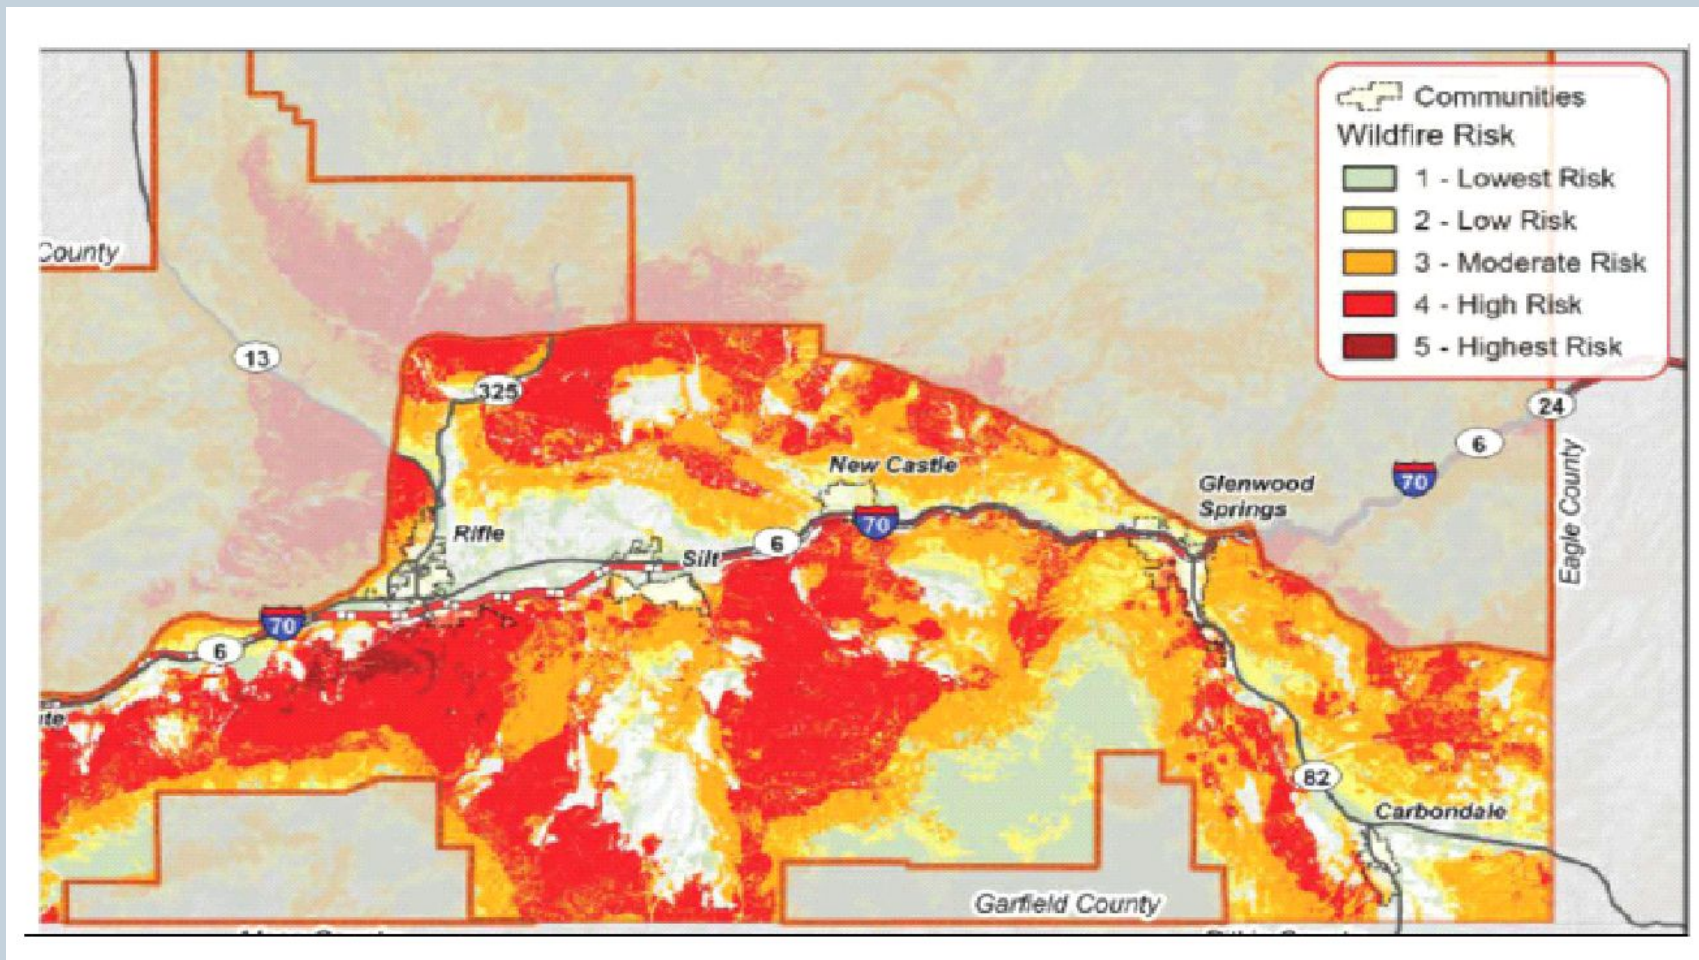 Communities
Wildfire Risk
1 - Lowest Risk
2 - Low Risk
3 - Moderate Risk
4 - High Risk
5 - Highest Risk
County
13
325
24
6
70
New Castle
Glenwood
Springs
Eagle County
Rifle
70
6
Silt
70
6
82
Carbondale
Garfield County